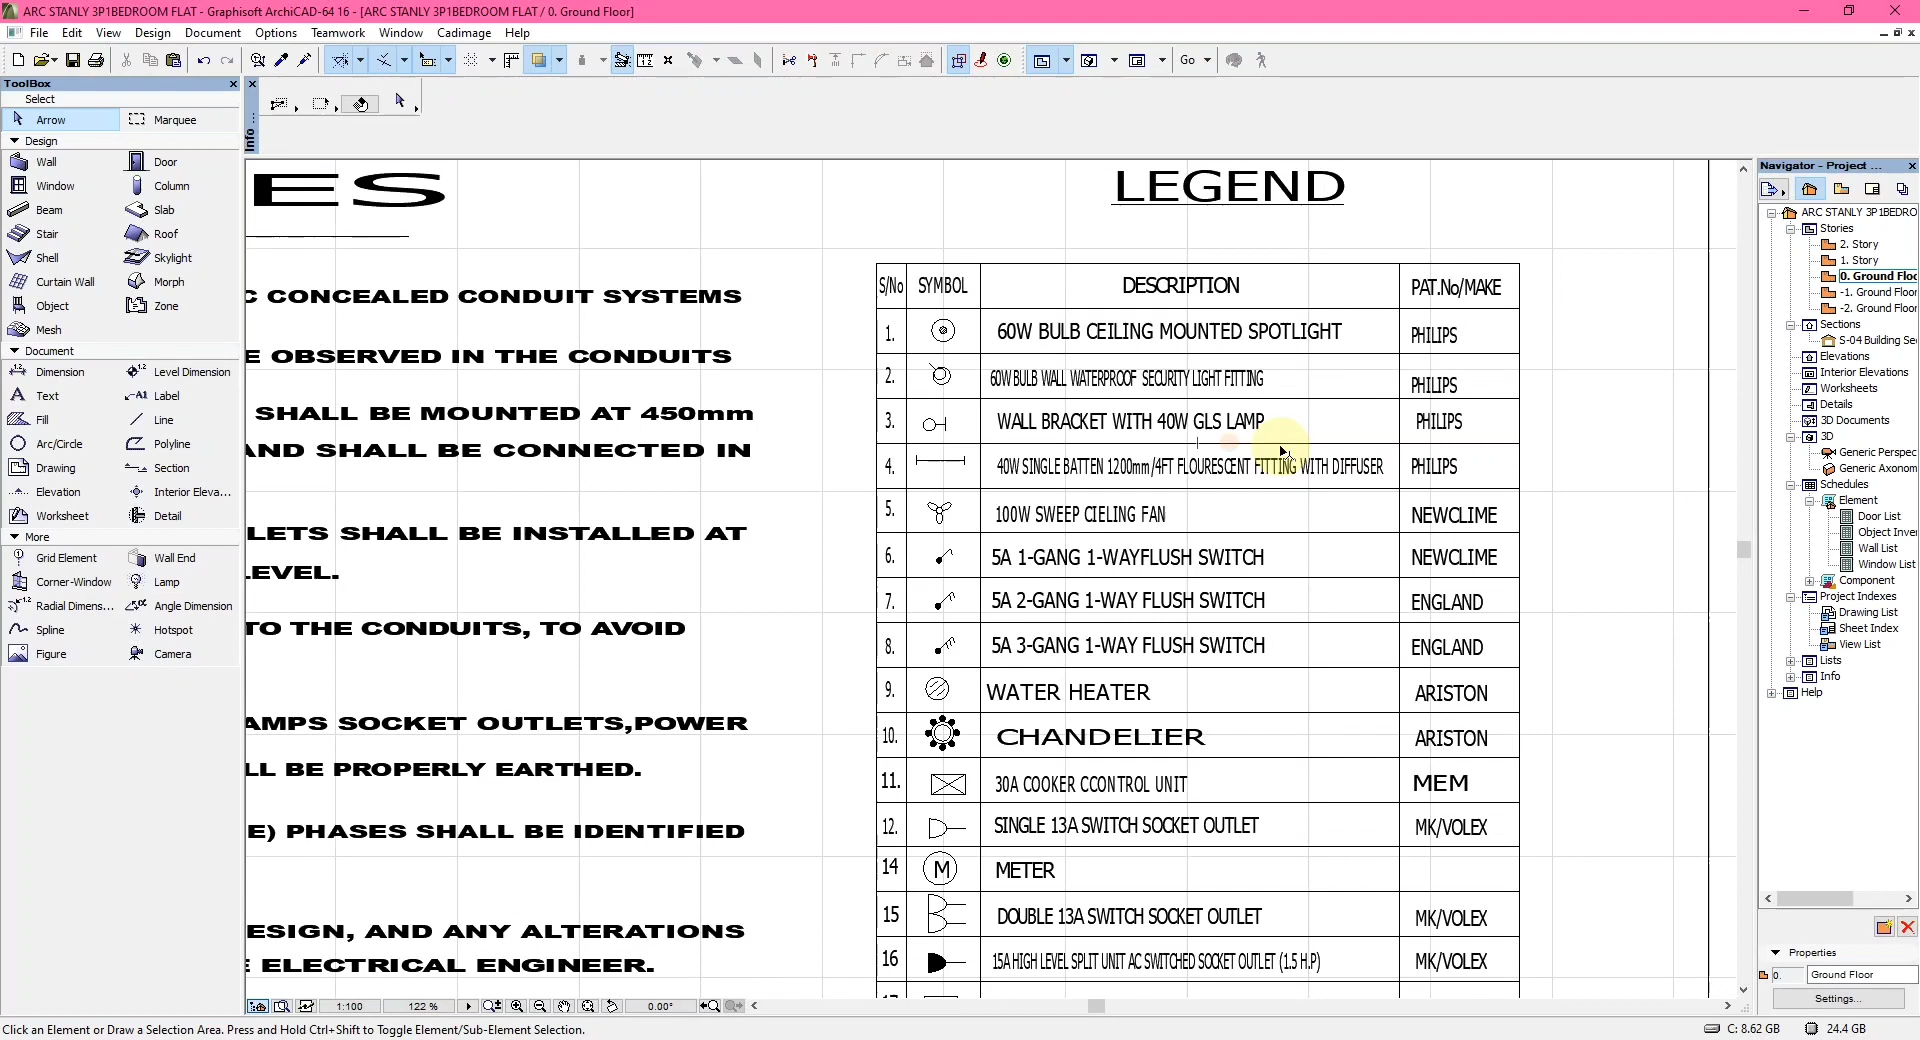 ARC STANLY 3P1BEDROOM FLAT - Graphisoft ArchiCAD-64 16 - [ARC STANLY 3P1BEDROOM FLAT / 0. Ground Floor]
File Edit View Design Document Options Teamwork Window Cadimage Help
Go
ToolBox
Select
Arrow Marquee
Design
Wall Door
Window Column
Beam Slab
Stair Roof
Shell Skylight
Curtain Wall Morph
Object Zone
Mesh
Document
Dimension Level Dimension
Text Label
Fill Line
Arc/Circle Polyline
Drawing Section
Elevation Interior Eleva...
Worksheet Detail
More
Grid Element Wall End
Corner-Window Lamp
Radial Dimens... Angle Dimension
Spline Hotspot
Figure Camera
Info ...
ES
C CONCEALED CONDUIT SYSTEMS
E OBSERVED IN THE CONDUITS
SHALL BE MOUNTED AT 450mm
AND SHALL BE CONNECTED IN
LETS SHALL BE INSTALLED AT
LEVEL.
TO THE CONDUITS, TO AVOID
AMPS SOCKET OUTLETS,POWER
LL BE PROPERLY EARTHED.
E) PHASES SHALL BE IDENTIFIED
ESIGN, AND ANY ALTERATIONS
E ELECTRICAL ENGINEER.
LEGEND
S/No SYMBOL DESCRIPTION PAT.No/MAKE
1. 60W BULB CEILING MOUNTED SPOTLIGHT PHILIPS
2. 60W BULB WALL WATERPROOF SECURITY LIGHT FITTING PHILIPS
3. WALL BRACKET WITH 40W GLS LAMP PHILIPS
4. 40W SINGLE BATTEN 1200mm/4FT FLOURESCENT FITTING WITH DIFFUSER PHILIPS
5. 100W SWEEP CIELING FAN NEWCLIME
6. 5A 1-GANG 1-WAYFLUSH SWITCH NEWCLIME
7. 5A 2-GANG 1-WAY FLUSH SWITCH ENGLAND
8. 5A 3-GANG 1-WAY FLUSH SWITCH ENGLAND
9. WATER HEATER ARISTON
10. CHANDELIER ARISTON
11. 30A COOKER CCONTROL UNIT MEM
12. SINGLE 13A SWITCH SOCKET OUTLET MK/VOLEX
14 M METER
15 DOUBLE 13A SWITCH SOCKET OUTLET MK/VOLEX
16 15A HIGH LEVEL SPLIT UNIT AC SWITCHED SOCKET OUTLET (1.5 H.P) MK/VOLEX
1:100 122 % 0.00°
Navigator - Project ...
ARC STANLY 3P1BEDRO
Stories
2. Story
1. Story
0. Ground Floo
-1. Ground Floor
-2. Ground Floor
Sections
S-04 Building Se
Elevations
Interior Elevations
Worksheets
Details
3D Documents
3D
Generic Perspec
Generic Axonom
Schedules
Element
Door List
Object Inve
Wall List
Window List
Component
Project Indexes
Drawing List
Sheet Index
View List
Lists
Info
Help
Properties
0. Ground Floor
Settings...
Click an Element or Draw a Selection Area. Press and Hold Ctrl+Shift to Toggle Element/Sub-Element Selection.
C: 8.62 GB 24.4 GB